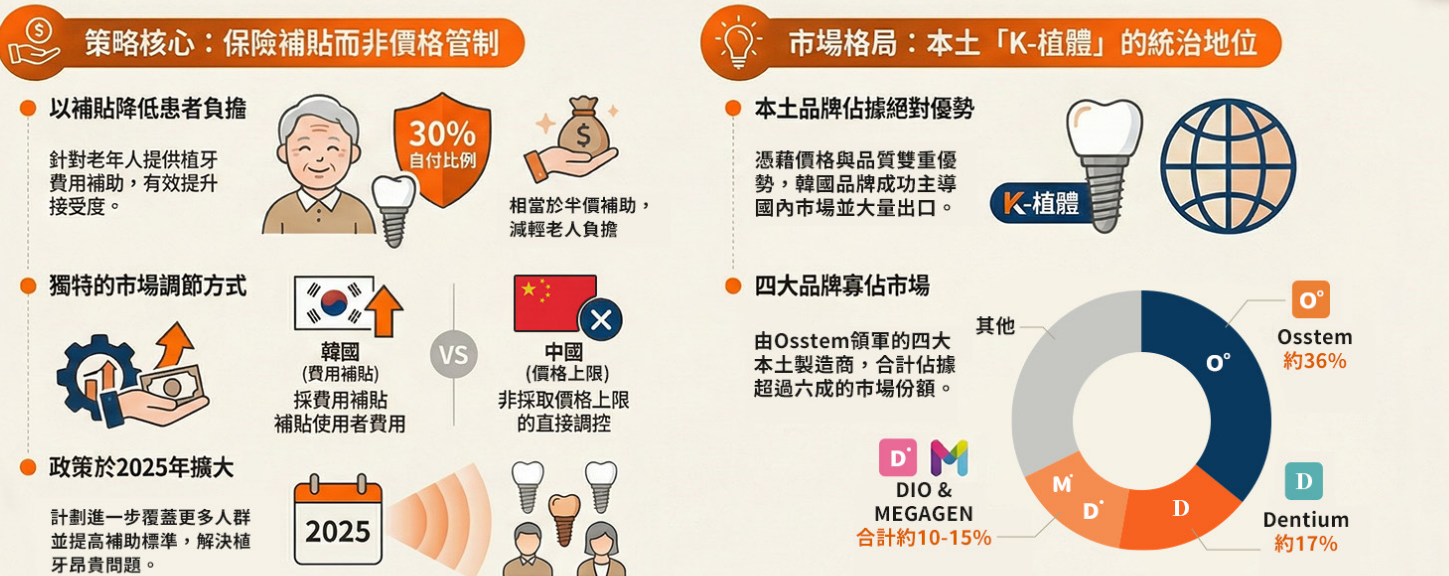 策略核心：保險補貼而非價格管制
以補貼降低患者負擔
針對老年人提供植牙
費用補助，有效提升
接受度。
30%
自付比例
$
相當於半價補助，
減輕老人負擔
獨特的市場調節方式
韓國
(費用補貼)
採費用補貼
補貼使用者費用
VS
中國
(價格上限)
非採取價格上限
的直接調控
政策於2025年擴大
計劃進一步覆蓋更多人群
並提高補助標準，解決植
牙昂貴問題。
2025
市場格局：本土「K-植體」的統治地位
本土品牌佔據絕對優勢
憑藉價格與品質雙重優
勢，韓國品牌成功主導
國內市場並大量出口。
K-植體
四大品牌寡佔市場
由Osstem領軍的四大
本土製造商，合計佔據
超過六成的市場份額。
其他
O°
Osstem
約36%
O°
D
Dentium
約17%
D
D
M
DIO &
MEGAGEN
合計約10-15%
M
D